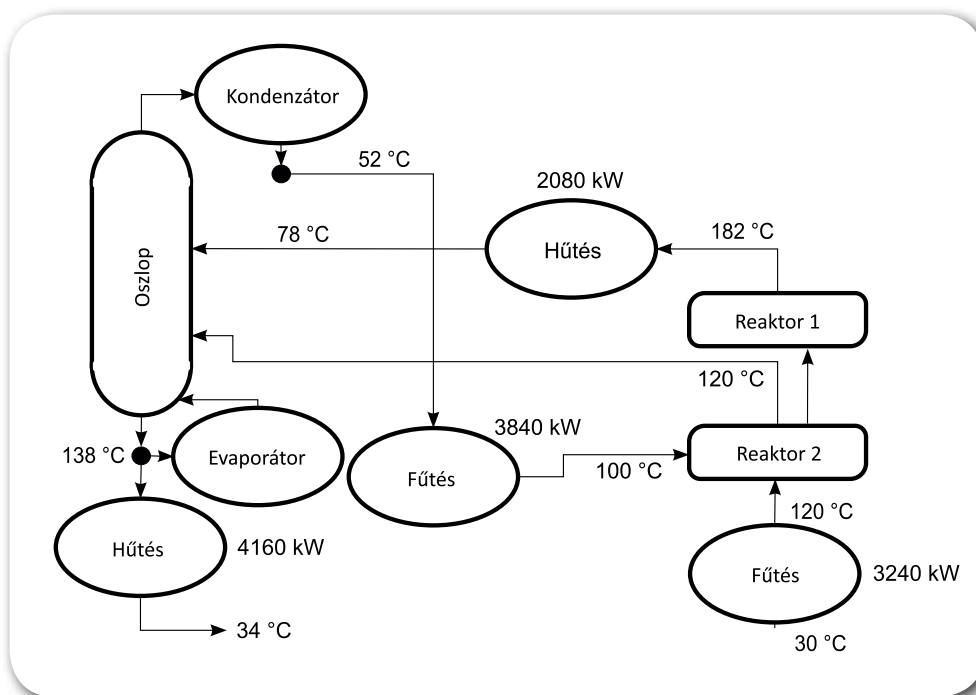 Kondenzátor
52 °C
2080 kW
Hűtés
182 °C
78 °C
Oszlop
Reaktor 1
120 °C
3840 kW
Fűtés
100 °C
Reaktor 2
138 °C
Evaporátor
120 °C
Hűtés
4160 kW
Fűtés
3240 kW
34 °C
30 °C